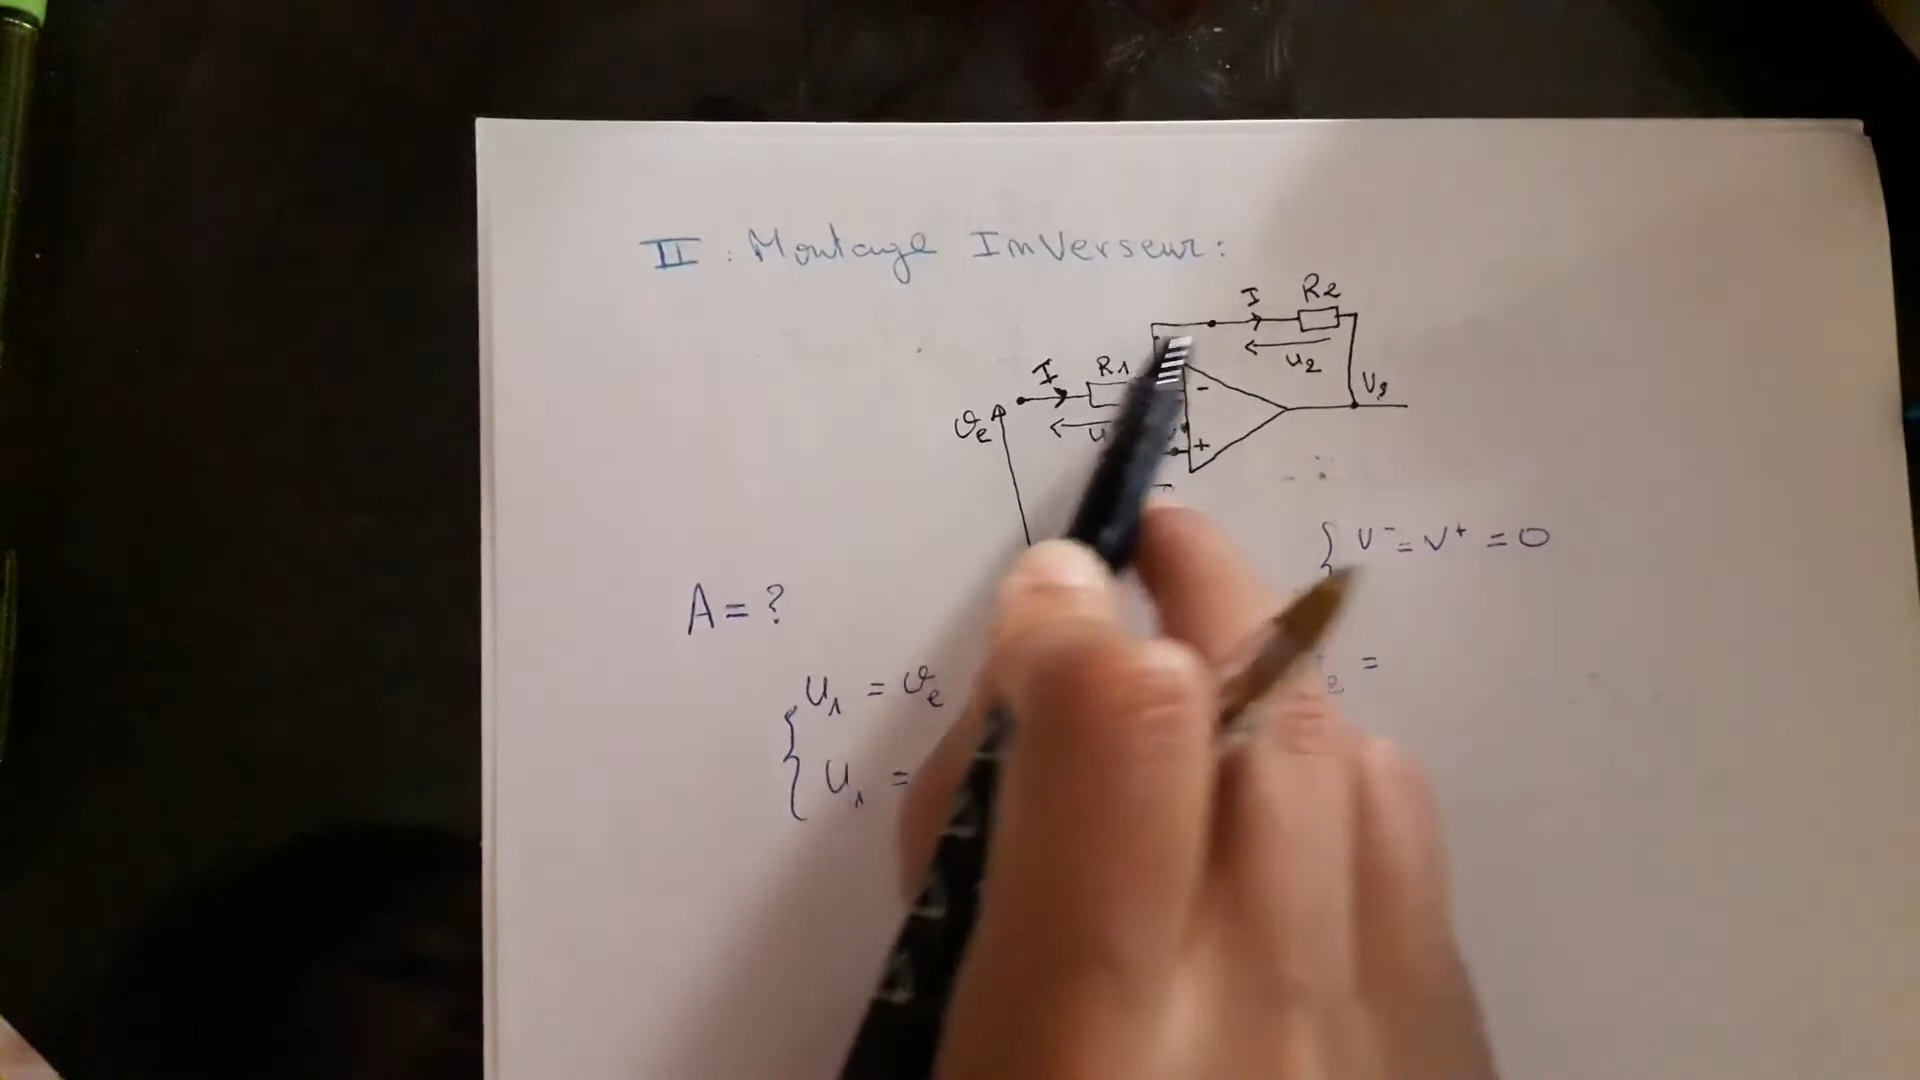 II : Montage Inverseur :
I R2
I R1 U2
Ve - Vs
+
{ V⁻ = V⁺ = 0
A = ?
{ U₁ = Ve
e =
U₁ =